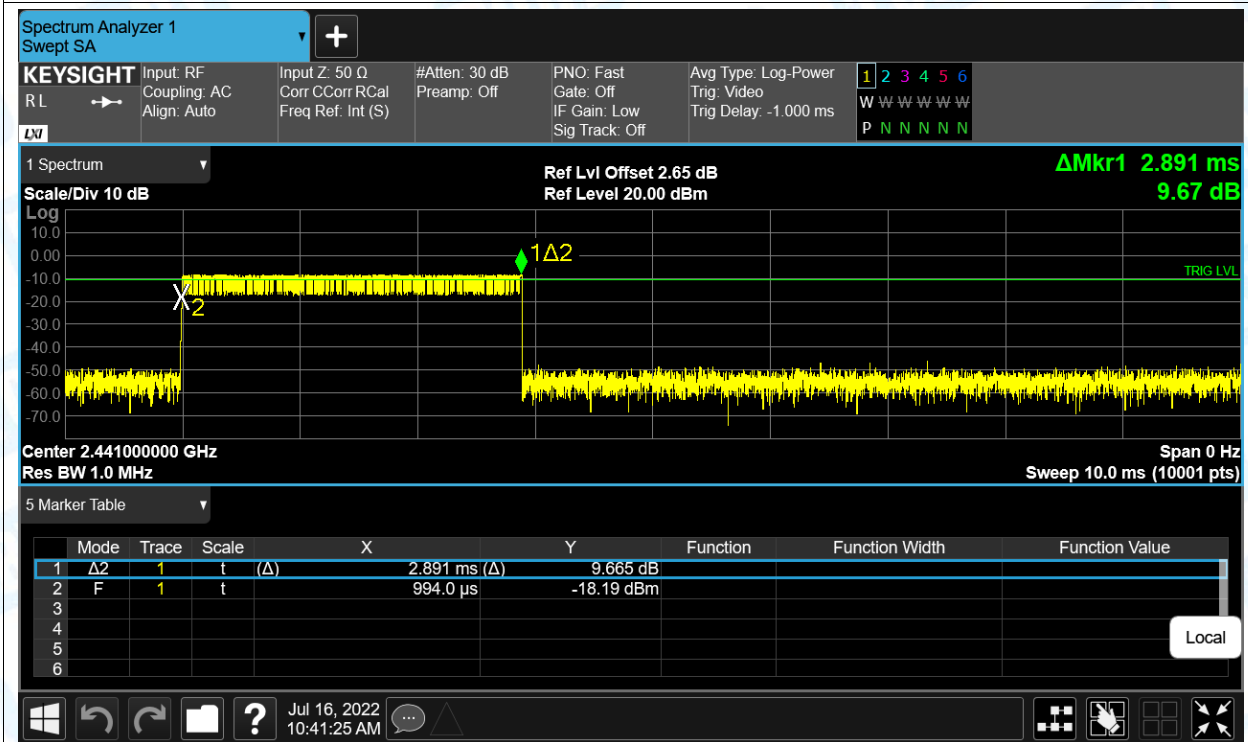 Spectrum Analyzer 1
Swept SA
KEYSIGHT
R L
LXI
Input: RF
Coupling: AC
Align: Auto
Input Z: 50 Ω
Corr CCorr RCal
Freq Ref: Int (S)
#Atten: 30 dB
Preamp: Off
PNO: Fast
Gate: Off
IF Gain: Low
Sig Track: Off
Avg Type: Log-Power
Trig: Video
Trig Delay: -1.000 ms
1 2 3 4 5 6
W W W W W W
P N N N N N
1 Spectrum
Ref Lvl Offset 2.65 dB
ΔMkr1 2.891 ms
Scale/Div 10 dB
Ref Level 20.00 dBm
9.67 dB
Log
10.0
0.00
-10.0
-20.0
-30.0
-40.0
-50.0
-60.0
-70.0
1Δ2
TRIG LVL
X2
Center 2.441000000 GHz
Span 0 Hz
Res BW 1.0 MHz
Sweep 10.0 ms (10001 pts)
5 Marker Table
Mode Trace Scale X Y Function Function Width Function Value
1 Δ2 1 t (Δ) 2.891 ms (Δ) 9.665 dB
2 F 1 t 994.0 µs -18.19 dBm
3
4
5
6
Local
?
Jul 16, 2022
10:41:25 AM